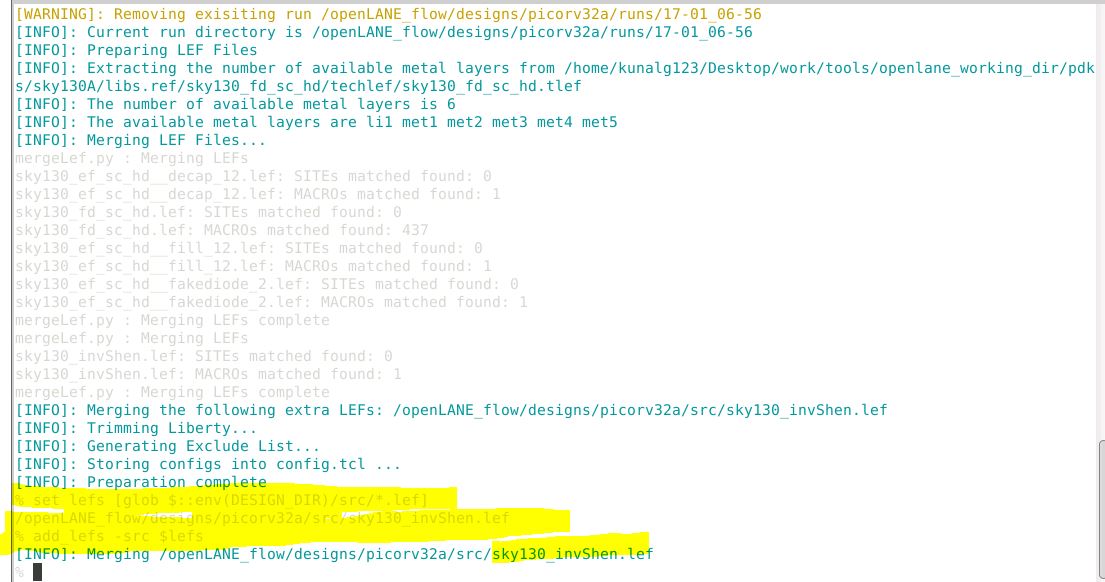 [WARNING]: Removing exisiting run /openLANE_flow/designs/picorv32a/runs/17-01_06-56
[INFO]: Current run directory is /openLANE_flow/designs/picorv32a/runs/17-01_06-56
[INFO]: Preparing LEF Files
[INFO]: Extracting the number of available metal layers from /home/kunalg123/Desktop/work/tools/openlane_working_dir/pdk
s/sky130A/libs.ref/sky130_fd_sc_hd/techlef/sky130_fd_sc_hd.tlef
[INFO]: The number of available metal layers is 6
[INFO]: The available metal layers are li1 met1 met2 met3 met4 met5
[INFO]: Merging LEF Files...
mergeLef.py : Merging LEFs
sky130_ef_sc_hd__decap_12.lef: SITEs matched found: 0
sky130_ef_sc_hd__decap_12.lef: MACROs matched found: 1
sky130_fd_sc_hd.lef: SITEs matched found: 0
sky130_fd_sc_hd.lef: MACROs matched found: 437
sky130_ef_sc_hd__fill_12.lef: SITEs matched found: 0
sky130_ef_sc_hd__fill_12.lef: MACROs matched found: 1
sky130_ef_sc_hd__fakediode_2.lef: SITEs matched found: 0
sky130_ef_sc_hd__fakediode_2.lef: MACROs matched found: 1
mergeLef.py : Merging LEFs complete
mergeLef.py : Merging LEFs
sky130_invShen.lef: SITEs matched found: 0
sky130_invShen.lef: MACROs matched found: 1
mergeLef.py : Merging LEFs complete
[INFO]: Merging the following extra LEFs: /openLANE_flow/designs/picorv32a/src/sky130_invShen.lef
[INFO]: Trimming Liberty...
[INFO]: Generating Exclude List...
[INFO]: Storing configs into config.tcl ...
[INFO]: Preparation complete
% set lefs [glob $::env(DESIGN_DIR)/src/*.lef]
/openLANE_flow/designs/picorv32a/src/sky130_invShen.lef
% add_lefs -src $lefs
[INFO]: Merging /openLANE_flow/designs/picorv32a/src/sky130_invShen.lef
%